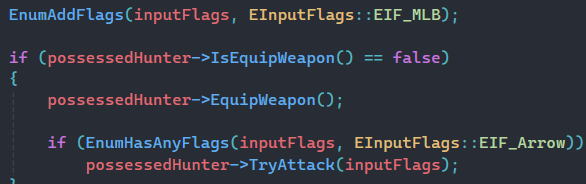 EnumAddFlags(inputFlags, EInputFlags::EIF_MLB);
if (possessedHunter->IsEquipWeapon() == false)
{
possessedHunter->EquipWeapon();
if (EnumHasAnyFlags(inputFlags, EInputFlags::EIF_Arrow))
possessedHunter->TryAttack(inputFlags);